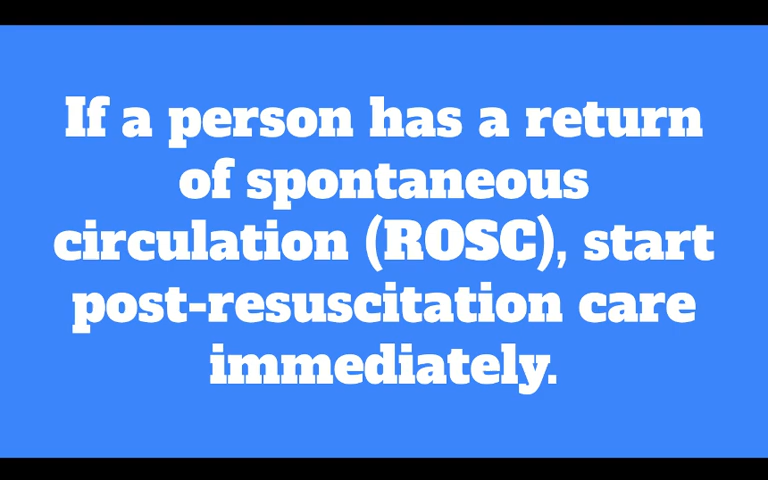 If a person has a return
of spontaneous
circulation (ROSC), start
post-resuscitation care
immediately.